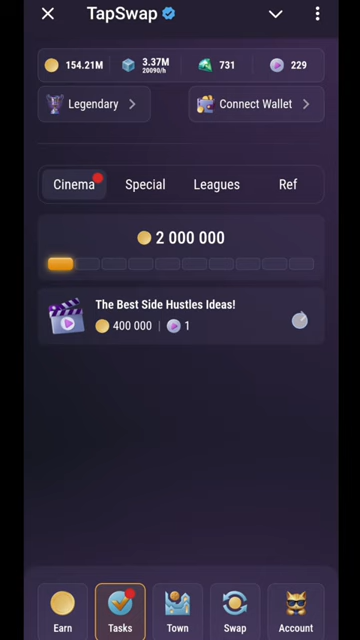 TapSwap
154.21M
3.37M
20090/h
731
229
Legendary
Connect Wallet
Cinema
Special
Leagues
Ref
2 000 000
The Best Side Hustles Ideas!
400 000 | 1
Earn
Tasks
Town
Swap
Account